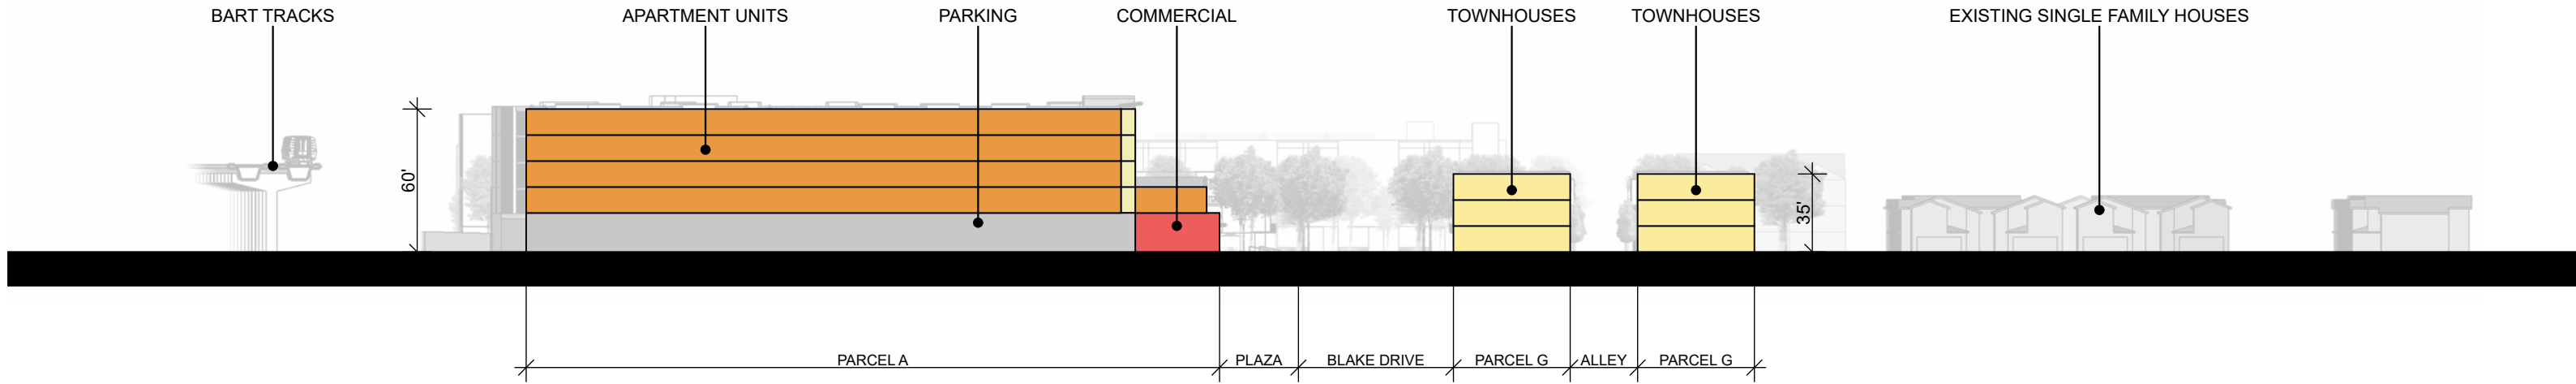 BART TRACKS
APARTMENT UNITS
PARKING
COMMERCIAL
TOWNHOUSES
TOWNHOUSES
EXISTING SINGLE FAMILY HOUSES
60'
35'
PARCEL A
PLAZA
BLAKE DRIVE
PARCEL G
ALLEY
PARCEL G